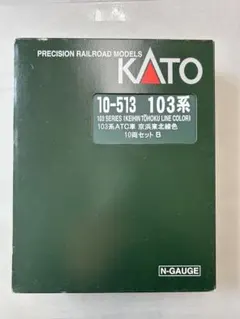 PRECISION RAILROAD MODELS
KATO
10-513 103系
103 SERIES (KEIHIN TŌHOKU LINE COLOR)
103系ATC車 京浜東北線色
10両セット B
N-GAUGE